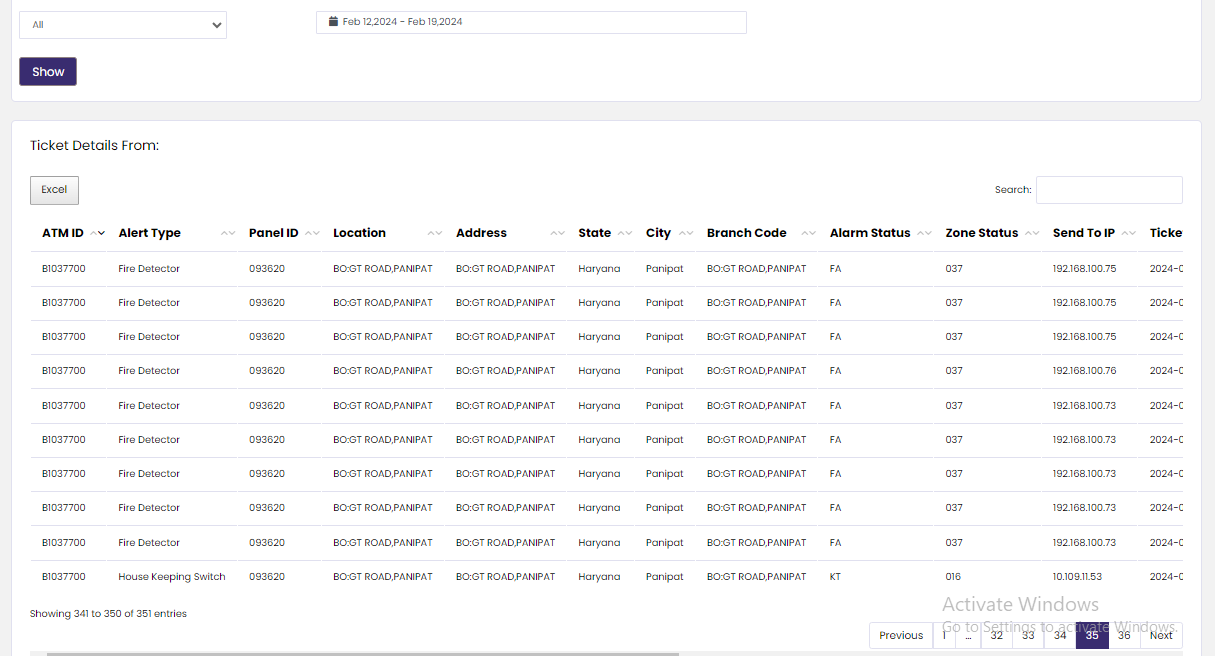 All
Feb 12,2024 - Feb 19,2024
Show
Ticket Details From:
Excel
Search:
ATM ID Alert Type Panel ID Location Address State City Branch Code Alarm Status Zone Status Send To IP Ticke
B1037700 Fire Detector 093620 BO:GT ROAD,PANIPAT BO:GT ROAD,PANIPAT Haryana Panipat BO:GT ROAD,PANIPAT FA 037 192.168.100.75 2024-0
B1037700 Fire Detector 093620 BO:GT ROAD,PANIPAT BO:GT ROAD,PANIPAT Haryana Panipat BO:GT ROAD,PANIPAT FA 037 192.168.100.75 2024-0
B1037700 Fire Detector 093620 BO:GT ROAD,PANIPAT BO:GT ROAD,PANIPAT Haryana Panipat BO:GT ROAD,PANIPAT FA 037 192.168.100.75 2024-0
B1037700 Fire Detector 093620 BO:GT ROAD,PANIPAT BO:GT ROAD,PANIPAT Haryana Panipat BO:GT ROAD,PANIPAT FA 037 192.168.100.76 2024-0
B1037700 Fire Detector 093620 BO:GT ROAD,PANIPAT BO:GT ROAD,PANIPAT Haryana Panipat BO:GT ROAD,PANIPAT FA 037 192.168.100.73 2024-0
B1037700 Fire Detector 093620 BO:GT ROAD,PANIPAT BO:GT ROAD,PANIPAT Haryana Panipat BO:GT ROAD,PANIPAT FA 037 192.168.100.73 2024-0
B1037700 Fire Detector 093620 BO:GT ROAD,PANIPAT BO:GT ROAD,PANIPAT Haryana Panipat BO:GT ROAD,PANIPAT FA 037 192.168.100.73 2024-0
B1037700 Fire Detector 093620 BO:GT ROAD,PANIPAT BO:GT ROAD,PANIPAT Haryana Panipat BO:GT ROAD,PANIPAT FA 037 192.168.100.73 2024-0
B1037700 Fire Detector 093620 BO:GT ROAD,PANIPAT BO:GT ROAD,PANIPAT Haryana Panipat BO:GT ROAD,PANIPAT FA 037 192.168.100.73 2024-0
B1037700 House Keeping Switch 093620 BO:GT ROAD,PANIPAT BO:GT ROAD,PANIPAT Haryana Panipat BO:GT ROAD,PANIPAT KT 016 10.109.11.53 2024-0
Showing 341 to 350 of 351 entries
Activate Windows
Go to Settings to activate Windows.
Previous 1 ... 32 33 34 35 36 Next